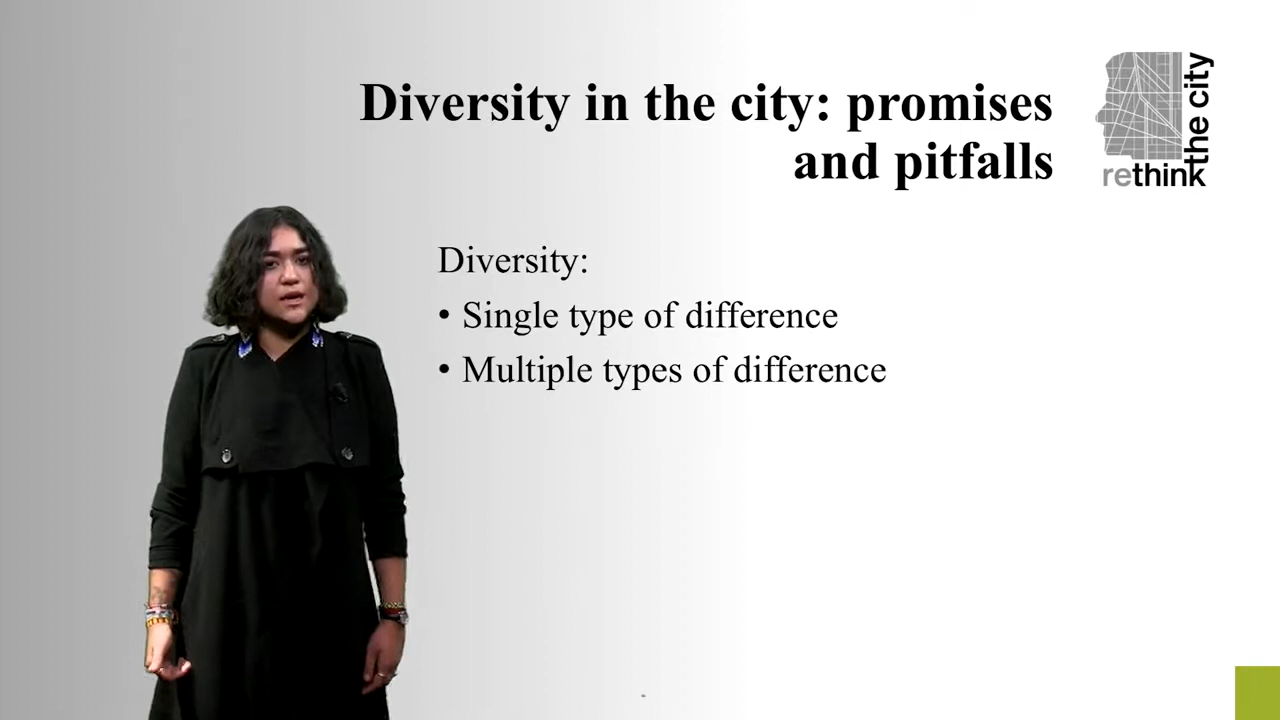 Diversity in the city: promises
and pitfalls
rethink
the city
Diversity:
• Single type of difference
• Multiple types of difference